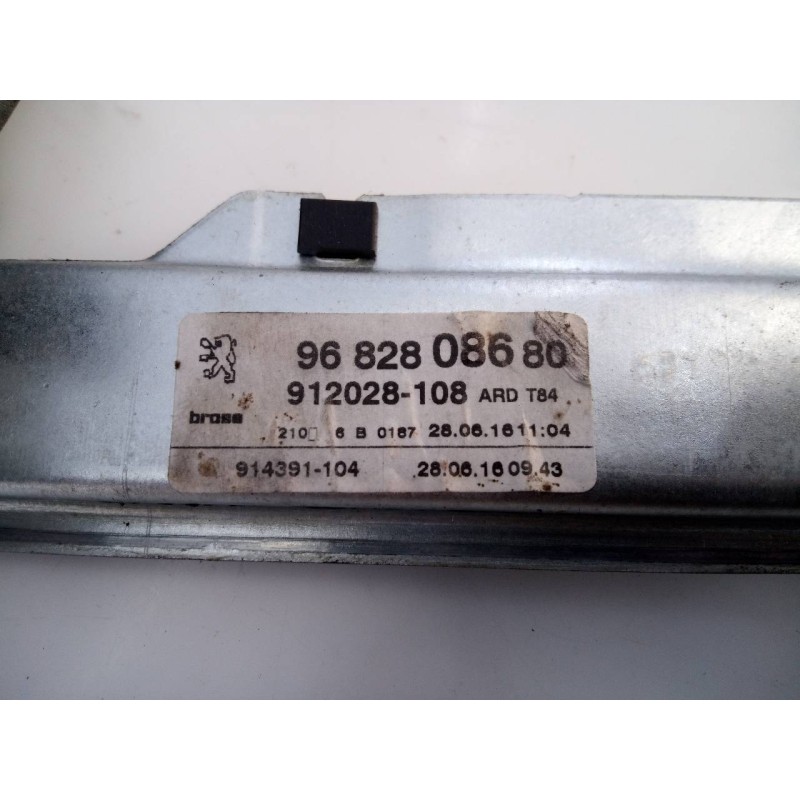 96 828 086 80
912028-108 ARD T84
brose
6 B 0187 28.06.16 11:04
914391-104 28.06.16 09.43